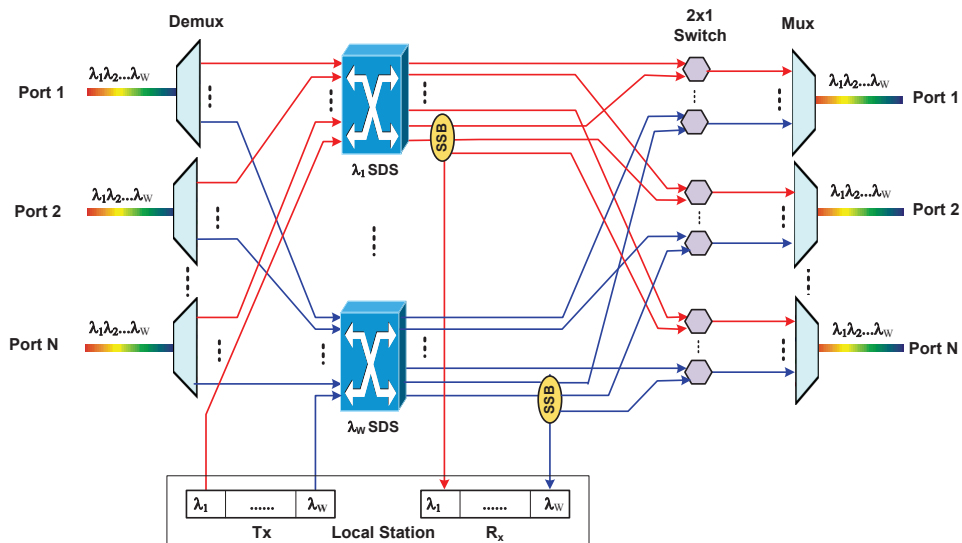 Demux
2x1
Switch
Mux
λ1λ2...λW
Port 1
λ1λ2...λW
Port 1
SSB
λ1 SDS
λ1λ2...λW
Port 2
λ1λ2...λW
Port 2
λ1λ2...λW
Port N
λ1λ2...λW
Port N
SSB
λW SDS
λ1 ...... λW
λ1 ...... λW
Tx Local Station Rx